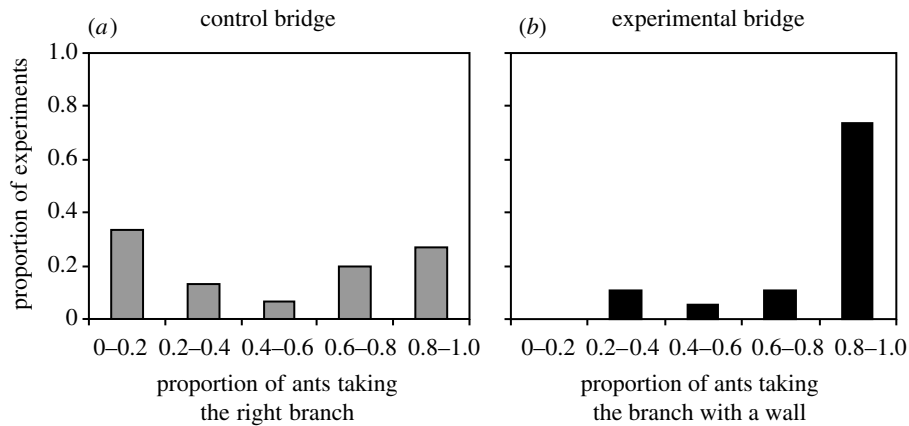 (a) control bridge
(b) experimental bridge
proportion of experiments
1.0
0.8
0.6
0.4
0.2
0
0–0.2 0.2–0.4 0.4–0.6 0.6–0.8 0.8–1.0
0–0.2 0.2–0.4 0.4–0.6 0.6–0.8 0.8–1.0
proportion of ants taking
the right branch
proportion of ants taking
the branch with a wall